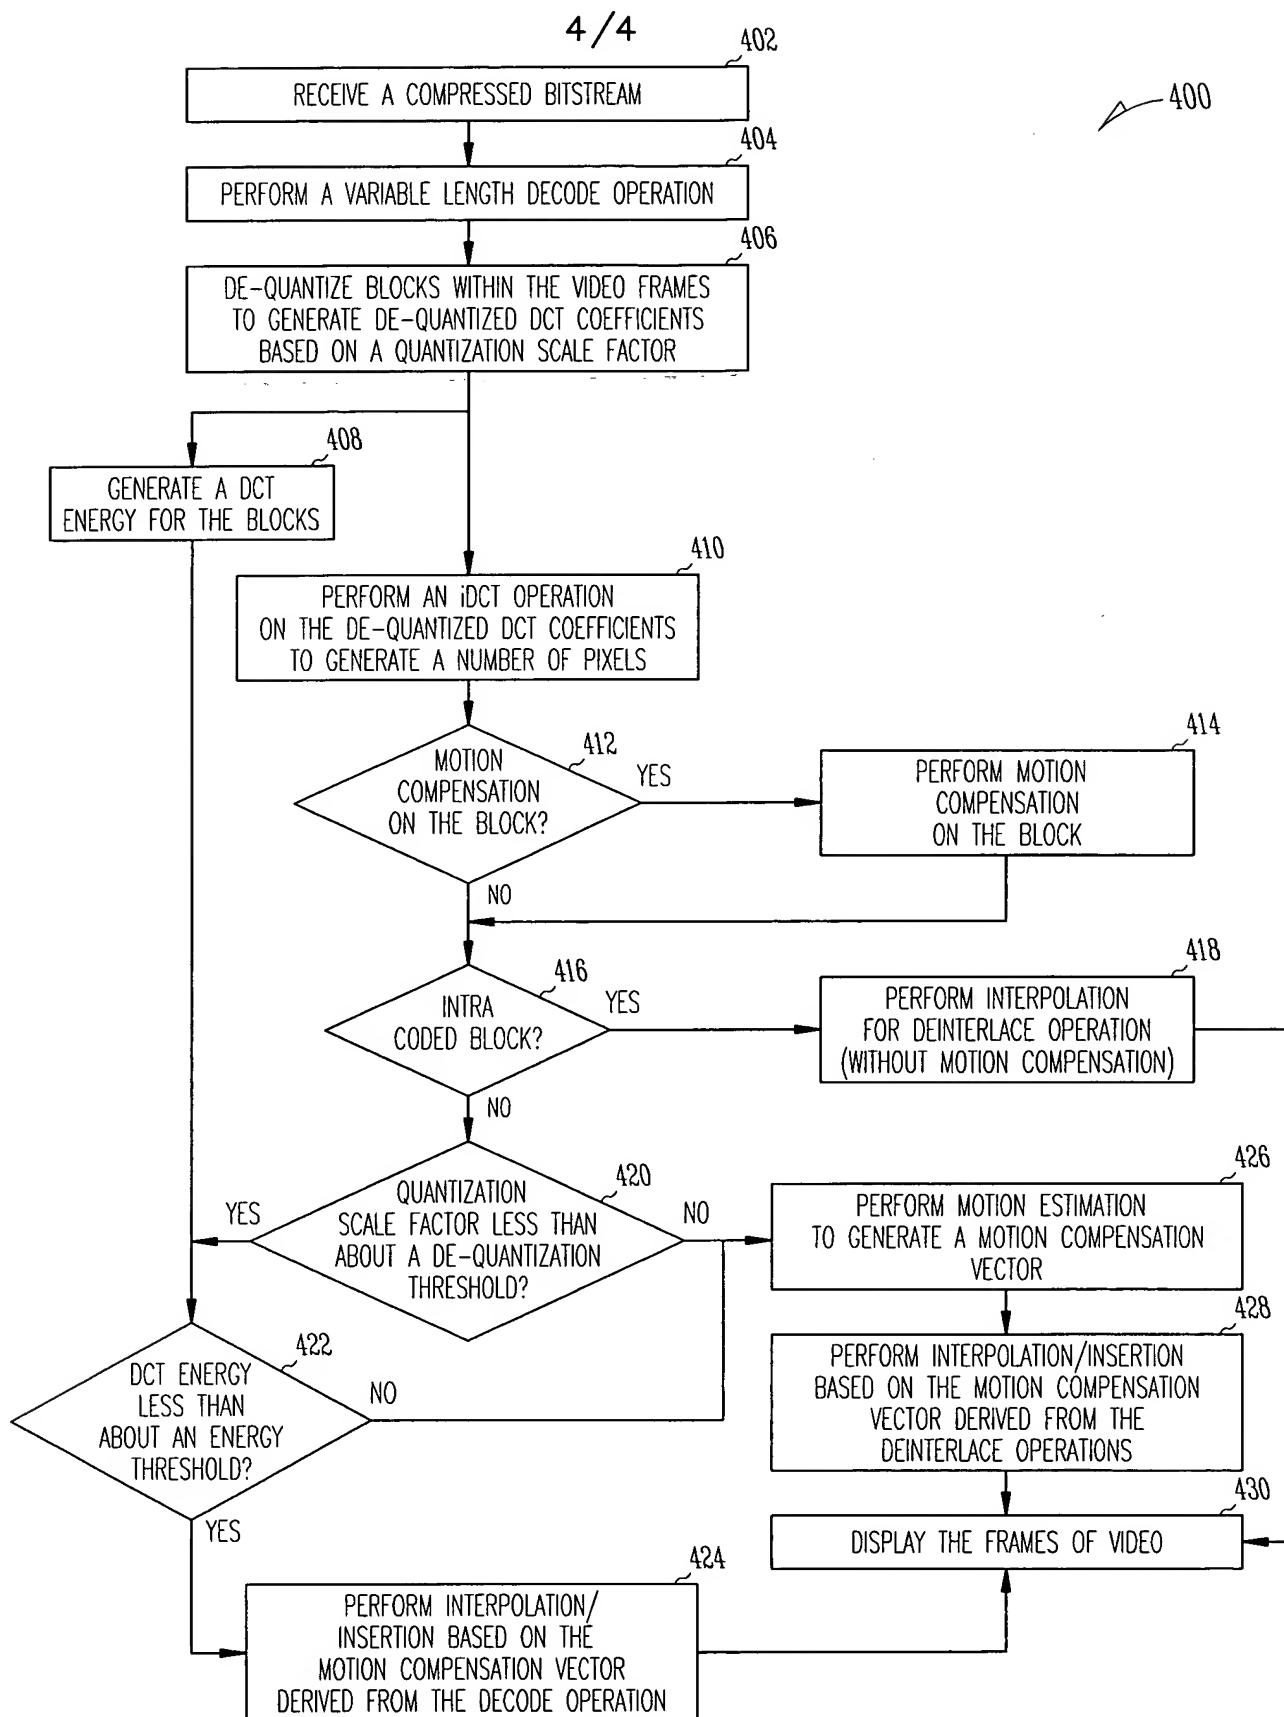 4/4
402
RECEIVE A COMPRESSED BITSTREAM
400
404
PERFORM A VARIABLE LENGTH DECODE OPERATION
406
DE-QUANTIZE BLOCKS WITHIN THE VIDEO FRAMES
TO GENERATE DE-QUANTIZED DCT COEFFICIENTS
BASED ON A QUANTIZATION SCALE FACTOR
408
GENERATE A DCT
ENERGY FOR THE BLOCKS
410
PERFORM AN iDCT OPERATION
ON THE DE-QUANTIZED DCT COEFFICIENTS
TO GENERATE A NUMBER OF PIXELS
412
MOTION
COMPENSATION
ON THE BLOCK?
YES
NO
414
PERFORM MOTION
COMPENSATION
ON THE BLOCK
416
INTRA
CODED BLOCK?
YES
NO
418
PERFORM INTERPOLATION
FOR DEINTERLACE OPERATION
(WITHOUT MOTION COMPENSATION)
420
QUANTIZATION
SCALE FACTOR LESS THAN
ABOUT A DE-QUANTIZATION
THRESHOLD?
YES
NO
426
PERFORM MOTION ESTIMATION
TO GENERATE A MOTION COMPENSATION
VECTOR
422
DCT ENERGY
LESS THAN
ABOUT AN ENERGY
THRESHOLD?
NO
YES
428
PERFORM INTERPOLATION/INSERTION
BASED ON THE MOTION COMPENSATION
VECTOR DERIVED FROM THE
DEINTERLACE OPERATIONS
430
DISPLAY THE FRAMES OF VIDEO
424
PERFORM INTERPOLATION/
INSERTION BASED ON THE
MOTION COMPENSATION VECTOR
DERIVED FROM THE DECODE OPERATION